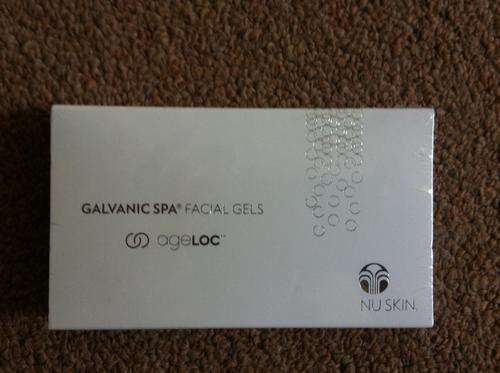 GALVANIC SPA® FACIAL GELS
ageLOC™
NU SKIN.